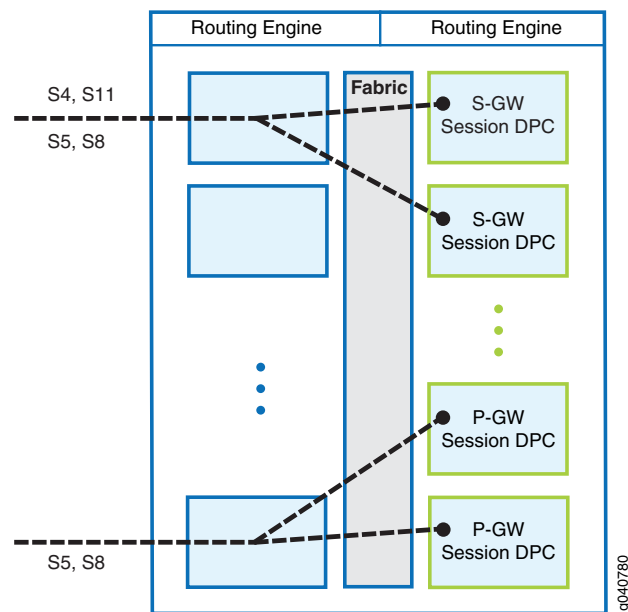 Routing Engine
Routing Engine
Fabric
S4, S11
S5, S8
S-GW
Session DPC
S-GW
Session DPC
P-GW
Session DPC
P-GW
Session DPC
S5, S8
g040780